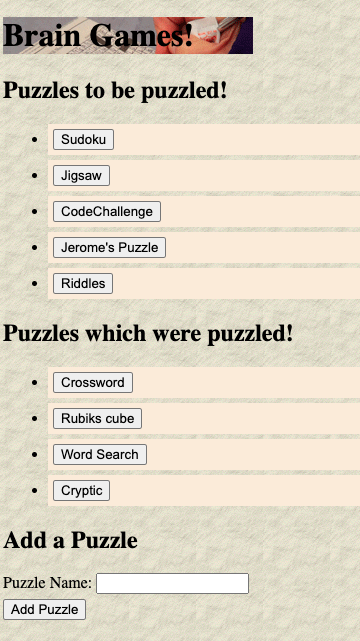 Brain Games!
Puzzles to be puzzled!
Sudoku
Jigsaw
CodeChallenge
Jerome's Puzzle
Riddles
Puzzles which were puzzled!
Crossword
Rubiks cube
Word Search
Cryptic
Add a Puzzle
Puzzle Name:
Add Puzzle